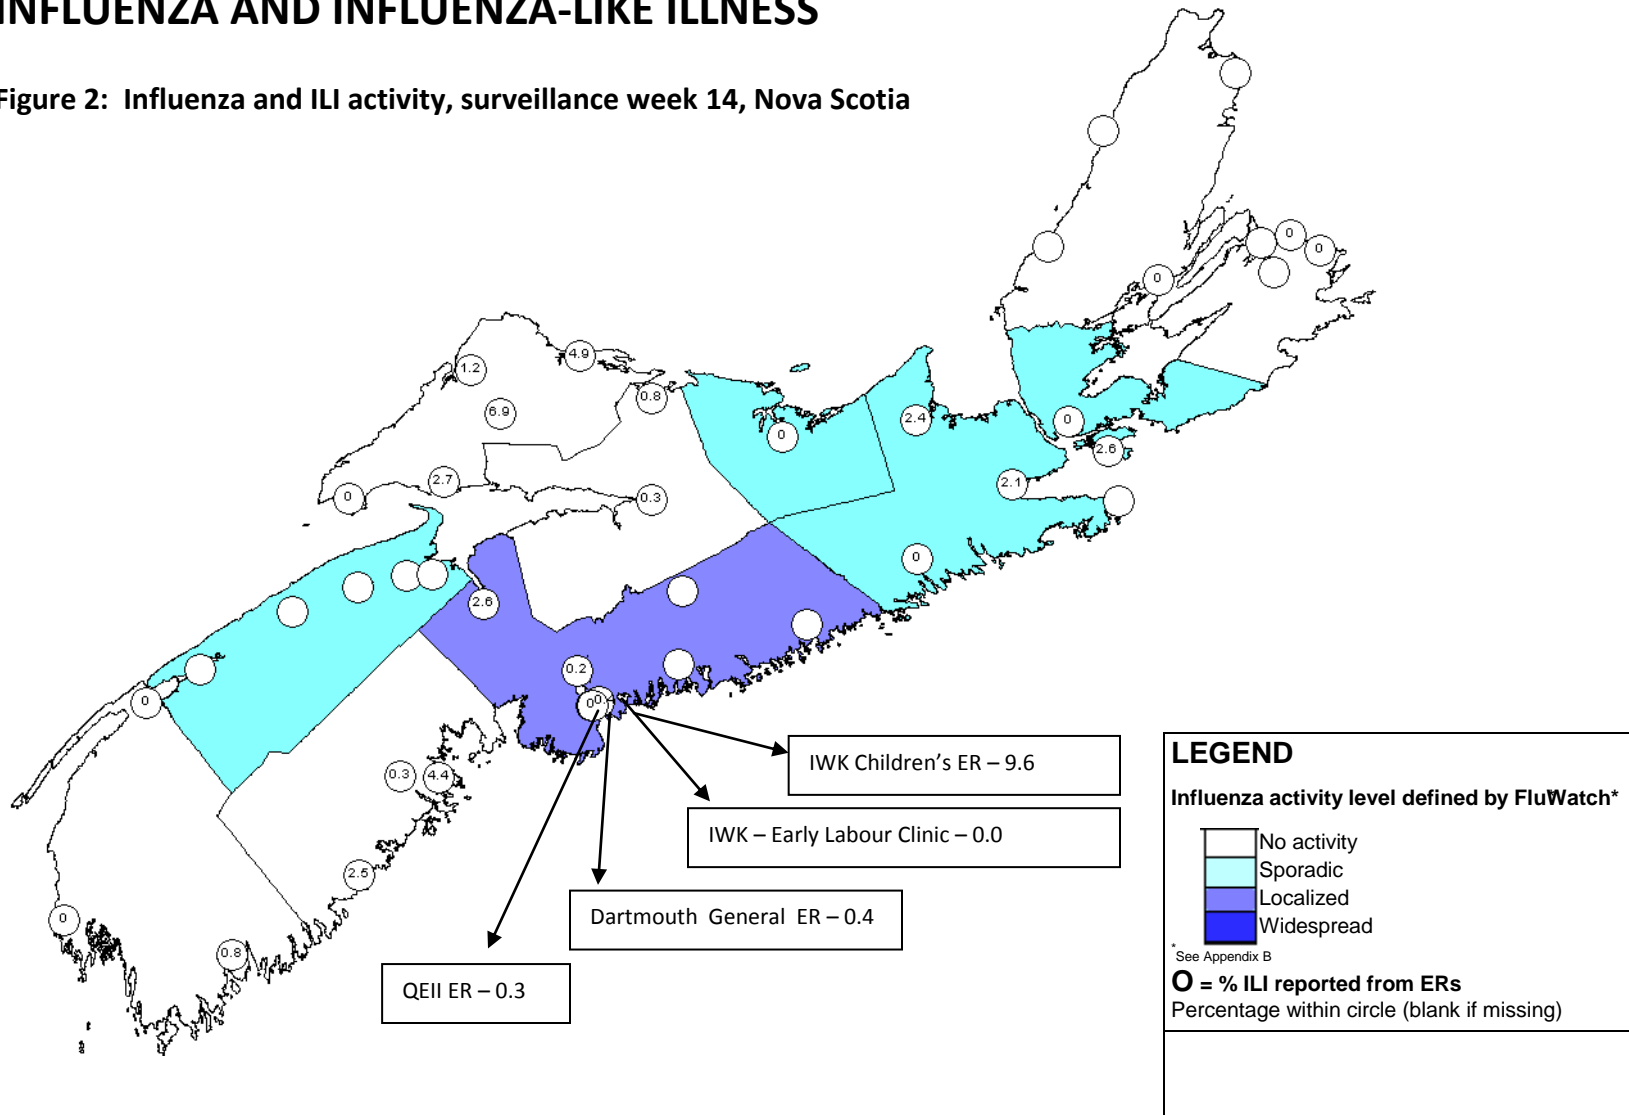 INFLUENZA AND INFLUENZA-LIKE ILLNESS
Figure 2: Influenza and ILI activity, surveillance week 14, Nova Scotia
0
0
0
1.2
4.9
0.8
6.9
0
2.4
0
2.6
2.7
0
0.3
2.1
0
2.6
0.2
0
0.4
0
0.3
4.4
2.5
0
0.8
IWK Children's ER – 9.6
IWK – Early Labour Clinic – 0.0
Dartmouth General ER – 0.4
QEII ER – 0.3
LEGEND
Influenza activity level defined by FluWatch*
No activity
Sporadic
Localized
Widespread
*See Appendix B
O = % ILI reported from ERs
Percentage within circle (blank if missing)